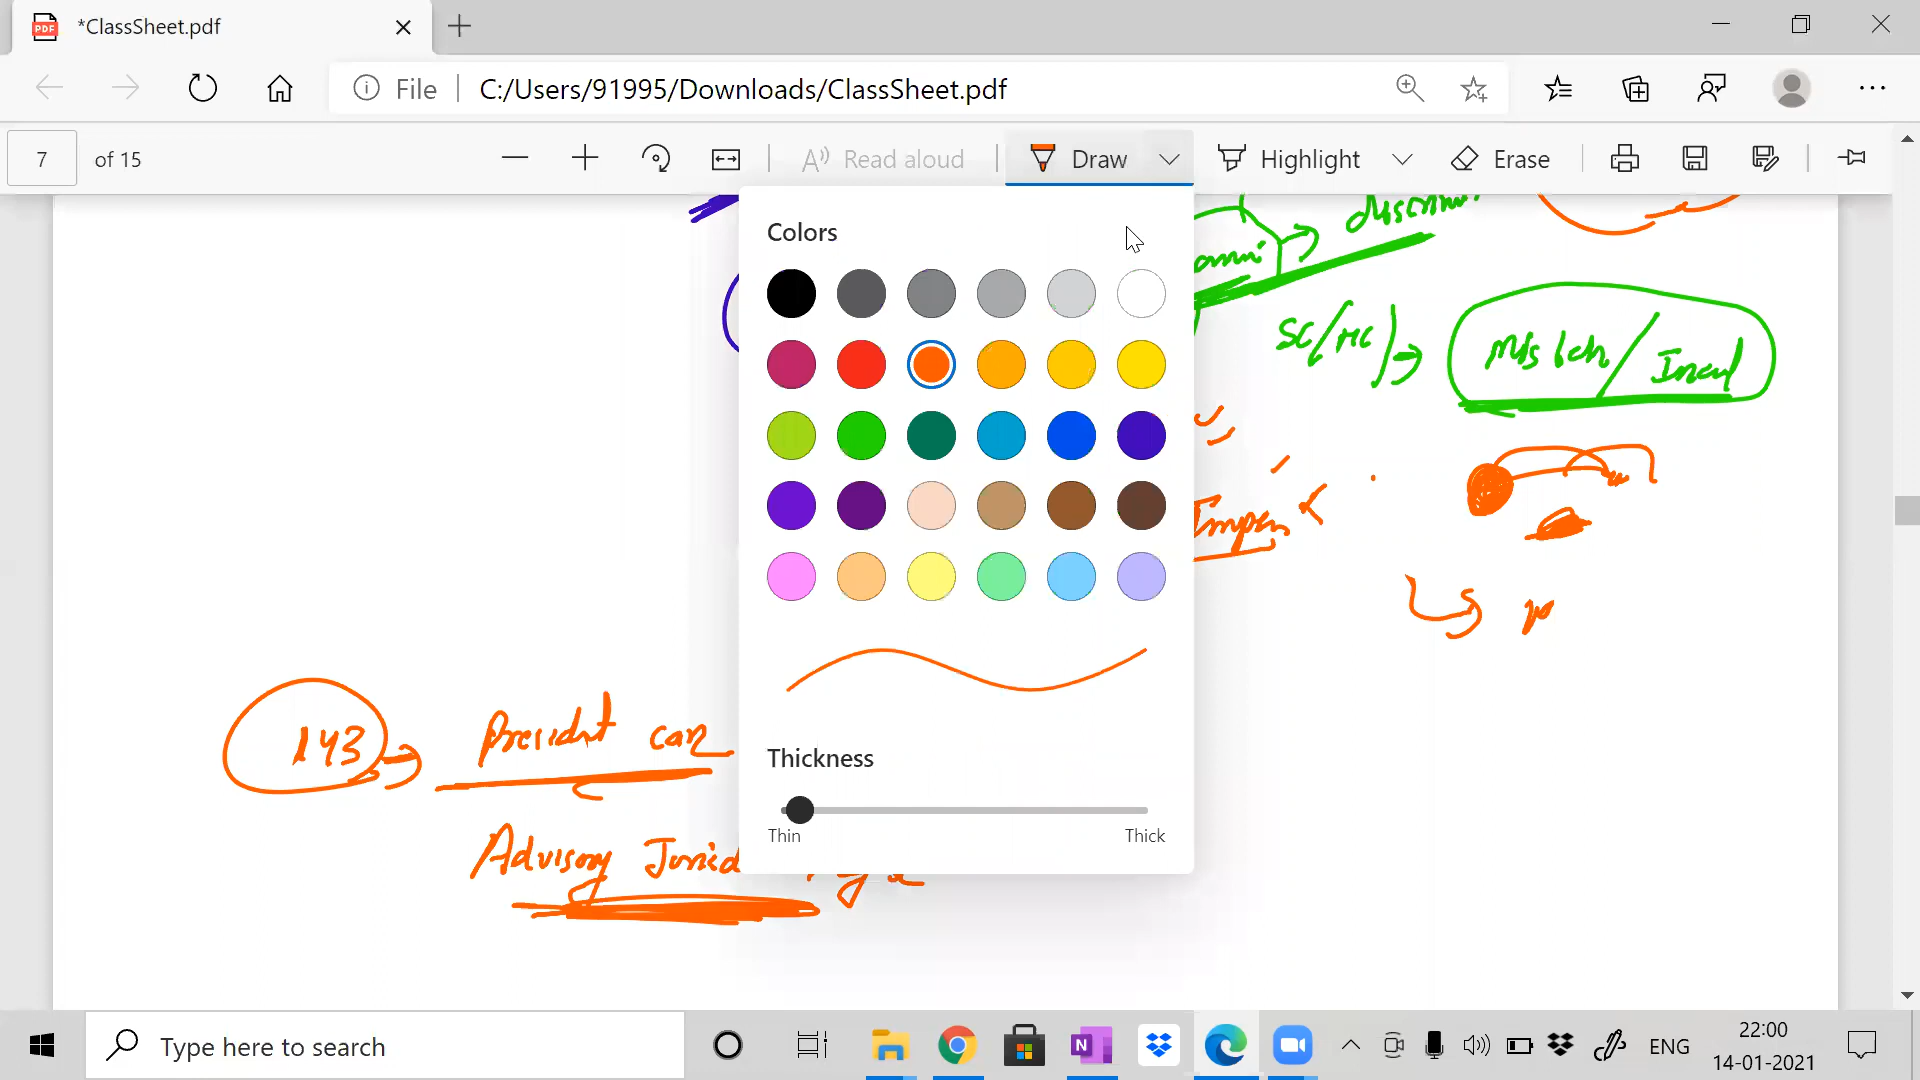 *ClassSheet.pdf
File
C:/Users/91995/Downloads/ClassSheet.pdf
7 of 15
Read aloud
Draw
Highlight
Erase
Colors
SC/HC
143
President can
Advisory
Thickness
Thin Thick
Type here to search
ENG
22:00
14-01-2021